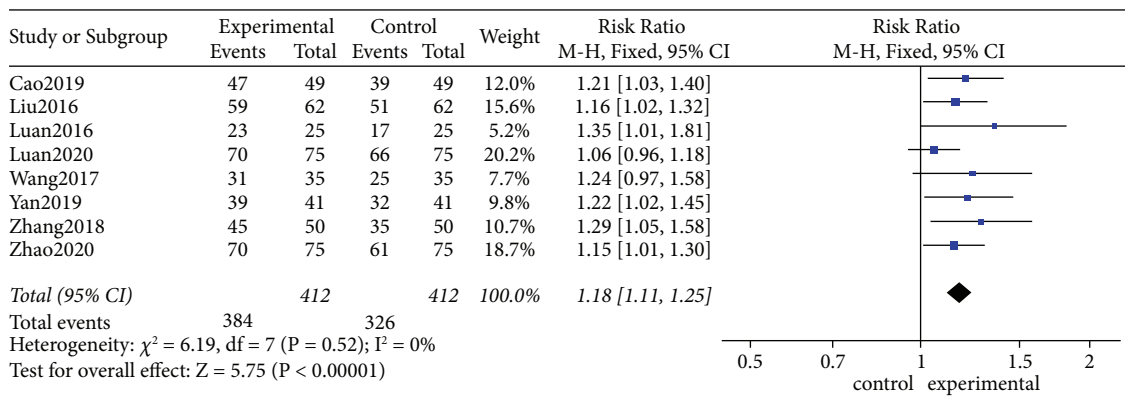 Study or Subgroup Experimental Control Weight Risk Ratio Risk Ratio
Events Total Events Total M-H, Fixed, 95% CI M-H, Fixed, 95% CI
Cao2019 47 49 39 49 12.0% 1.21 [1.03, 1.40]
Liu2016 59 62 51 62 15.6% 1.16 [1.02, 1.32]
Luan2016 23 25 17 25 5.2% 1.35 [1.01, 1.81]
Luan2020 70 75 66 75 20.2% 1.06 [0.96, 1.18]
Wang2017 31 35 25 35 7.7% 1.24 [0.97, 1.58]
Yan2019 39 41 32 41 9.8% 1.22 [1.02, 1.45]
Zhang2018 45 50 35 50 10.7% 1.29 [1.05, 1.58]
Zhao2020 70 75 61 75 18.7% 1.15 [1.01, 1.30]
Total (95% CI) 412 412 100.0% 1.18 [1.11, 1.25]
Total events 384 326
Heterogeneity: χ² = 6.19, df = 7 (P = 0.52); I² = 0%
Test for overall effect: Z = 5.75 (P < 0.00001)
0.5 0.7 1 1.5 2
control experimental